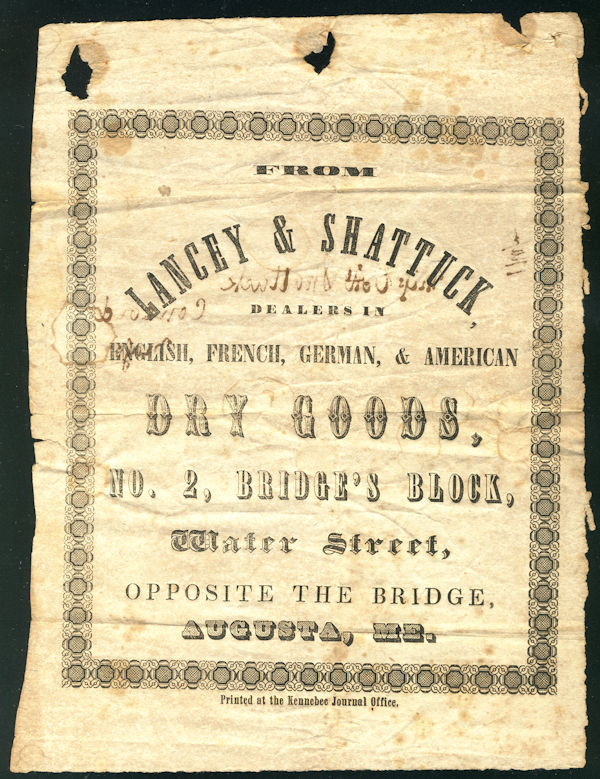 FROM
LANCEY & SHATTUCK,
DEALERS IN
ENGLISH, FRENCH, GERMAN, & AMERICAN
DRY GOODS,
NO. 2, BRIDGE'S BLOCK,
Water Street,
OPPOSITE THE BRIDGE,
AUGUSTA, ME.
Printed at the Kennebec Journal Office.